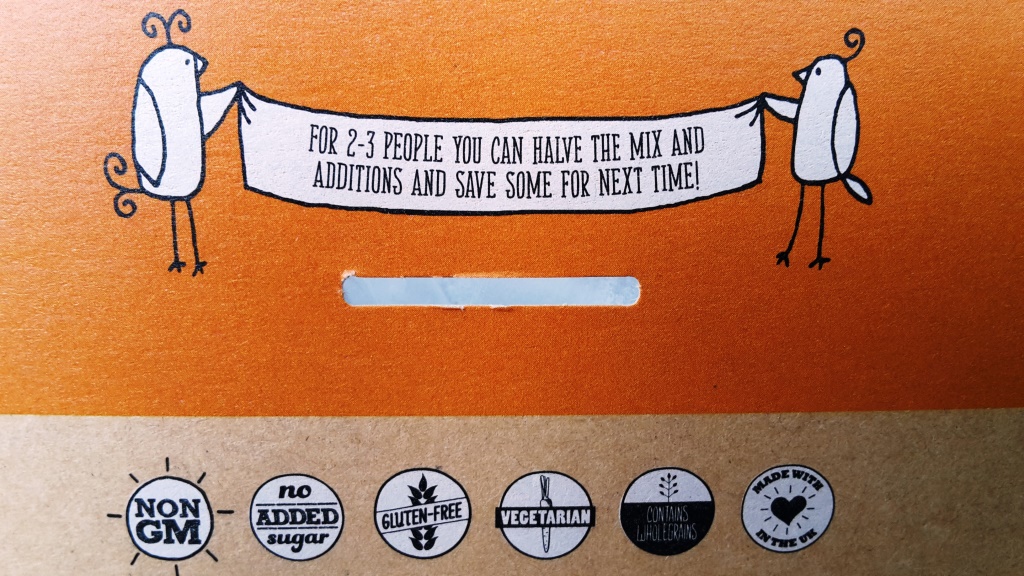 FOR 2-3 PEOPLE YOU CAN HALVE THE MIX AND
ADDITIONS AND SAVE SOME FOR NEXT TIME!
NON
GM
no
ADDED
sugar
GLUTEN-FREE
VEGETARIAN
CONTAINS
WHOLEGRAINS
MADE WITH
IN THE UK